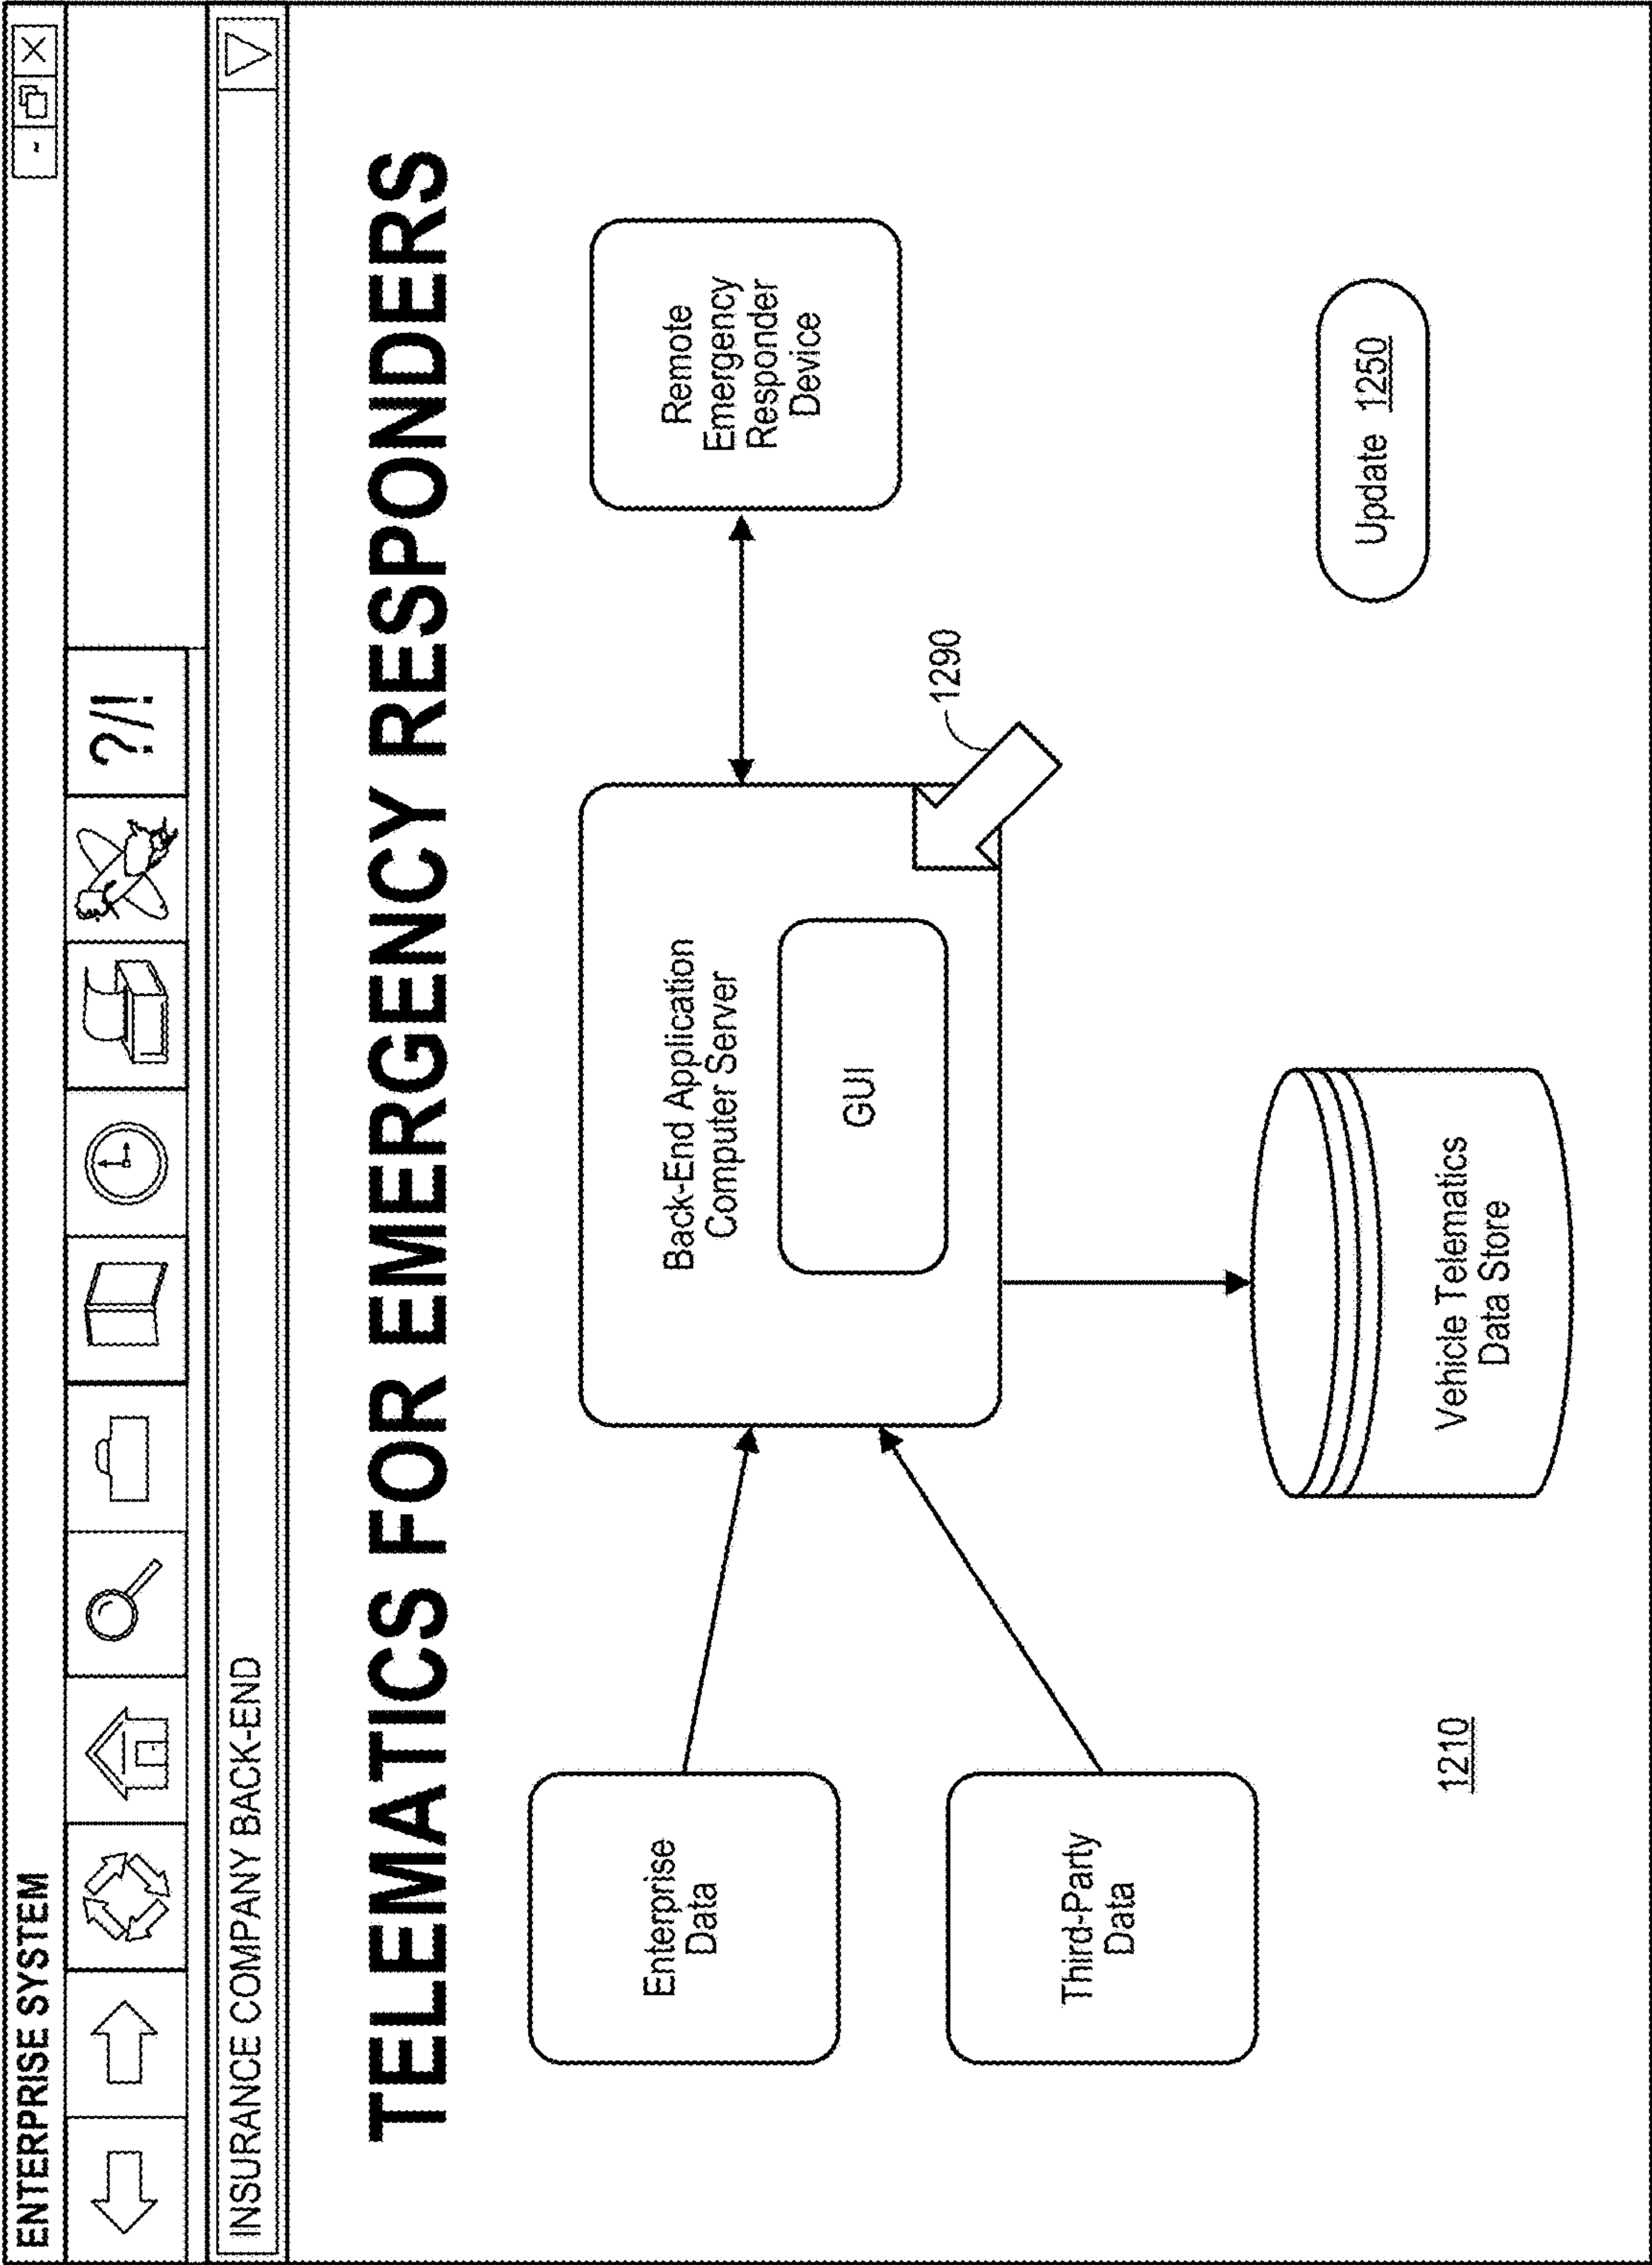 ENTERPRISE SYSTEM
- X
?/!
INSURANCE COMPANY BACK-END
TELEMATICS FOR EMERGENCY RESPONDERS
Enterprise
Data
Third-Party
Data
Back-End Application
Computer Server
GUI
Remote
Emergency
Responder
Device
1290
Vehicle Telematics
Data Store
1210
Update 1250